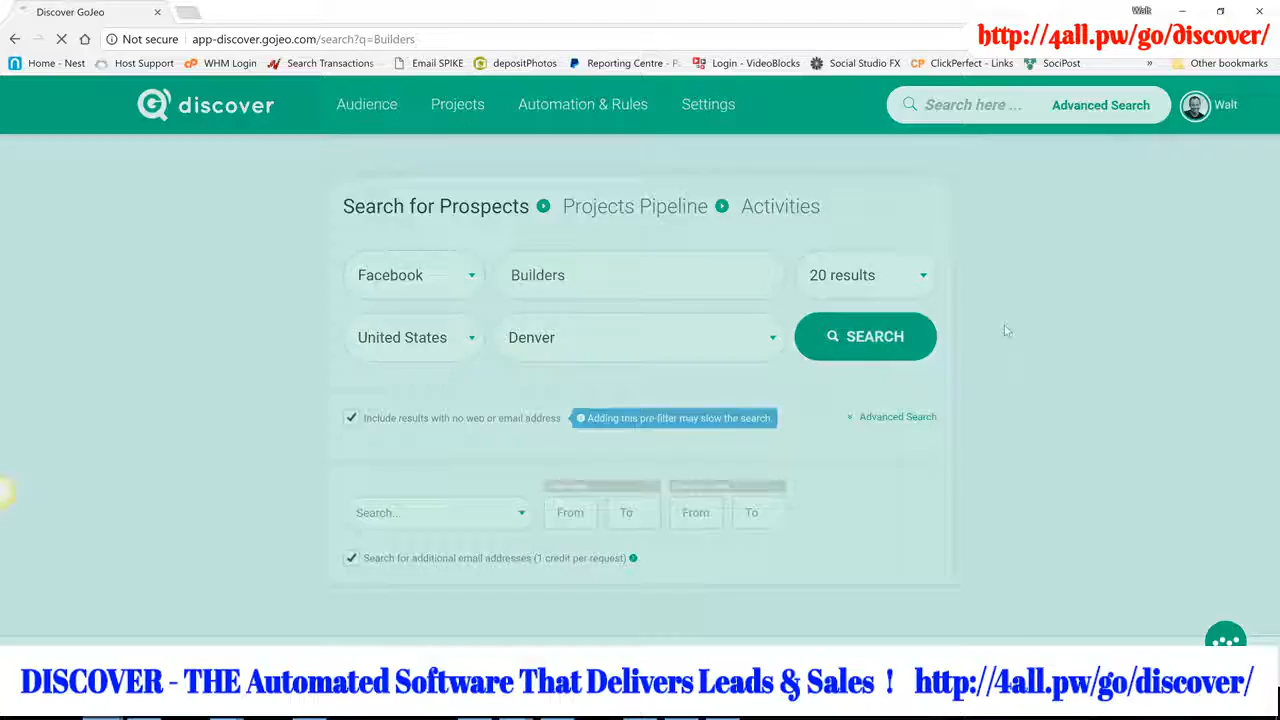 Discover GoJeo
Walt
http://4all.pw/go/discover/
Not secure app-discover.gojeo.com/search?q=Builders
Home - Nest Host Support WHM Login Search Transactions Email SPIKE depositPhotos Reporting Centre - P Login - VideoBlocks Social Studio FX ClickPerfect - Links SociPost » Other bookmarks
discover Audience Projects Automation & Rules Settings Search here ... Advanced Search Walt
Search for Prospects Projects Pipeline Activities
Facebook Builders 20 results
United States Denver SEARCH
Include results with no web or email address Adding this pre-filter may slow the search. Advanced Search
Search... From To From To
Search for additional email addresses (1 credit per request)
DISCOVER - THE Automated Software That Delivers Leads & Sales ! http://4all.pw/go/discover/